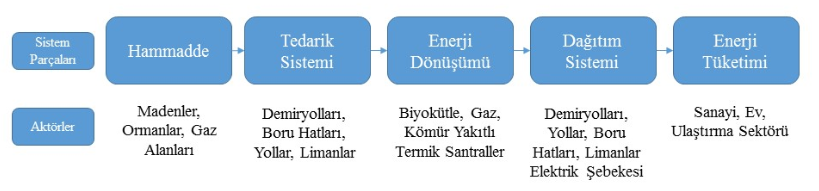 Sistem
Parçaları
Hammadde
Tedarik
Sistemi
Enerji
Dönüşümü
Dağıtım
Sistemi
Enerji
Tüketimi
Aktörler
Madenler,
Ormanlar, Gaz
Alanları
Demiryolları,
Boru Hatları,
Yollar, Limanlar
Biyokütle, Gaz,
Kömür Yakıtlı
Termik Santraller
Demiryolları,
Yollar, Boru
Hatları, Limanlar
Elektrik Şebekesi
Sanayi, Ev,
Ulaştırma Sektörü